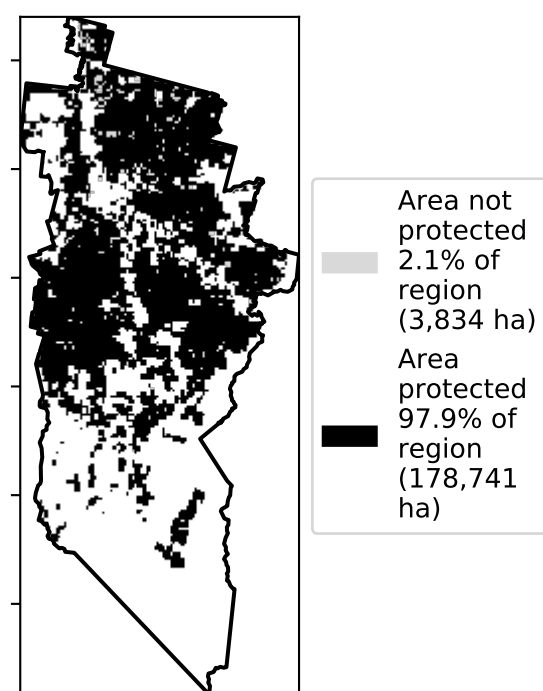 Area not
protected
2.1% of
region
(3,834 ha)
Area
protected
97.9% of
region
(178,741
ha)